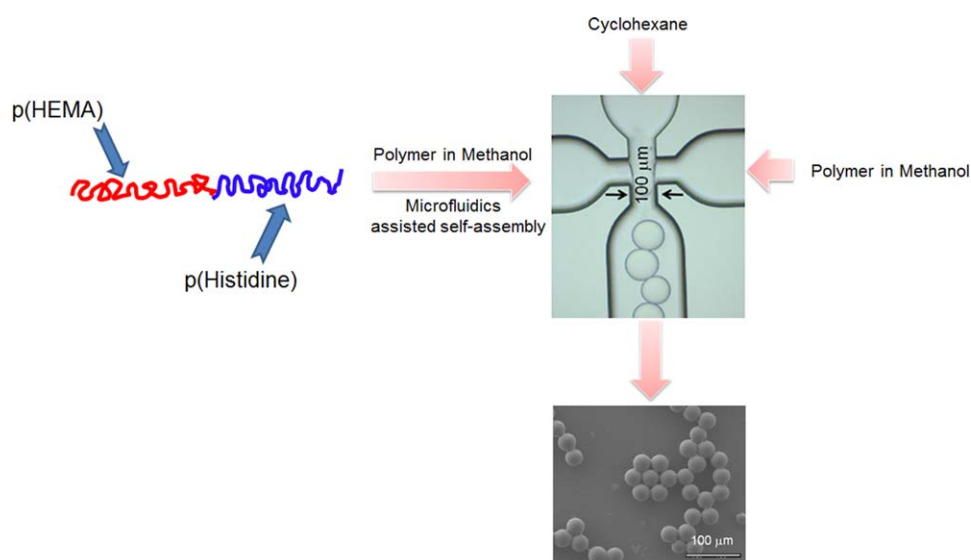 Cyclohexane
p(HEMA)
Polymer in Methanol
Microfluidics
assisted self-assembly
100 μm
Polymer in Methanol
p(Histidine)
100 μm